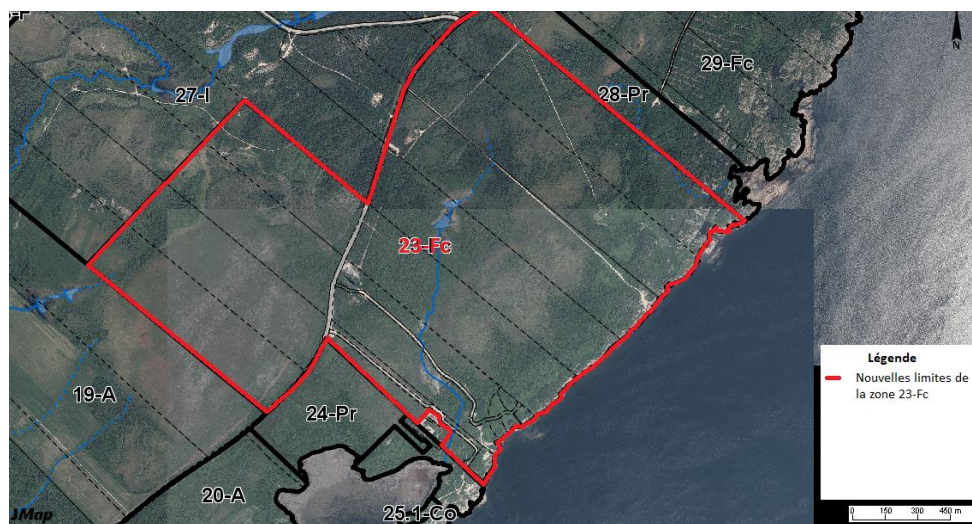 27-I
29-Fc
28-Pr
N
23-Fc
19-A
24-Pr
20-A
25.1-Co
Légende
Nouvelles limites de
la zone 23-Fc
JMap
0 150 300 450 m